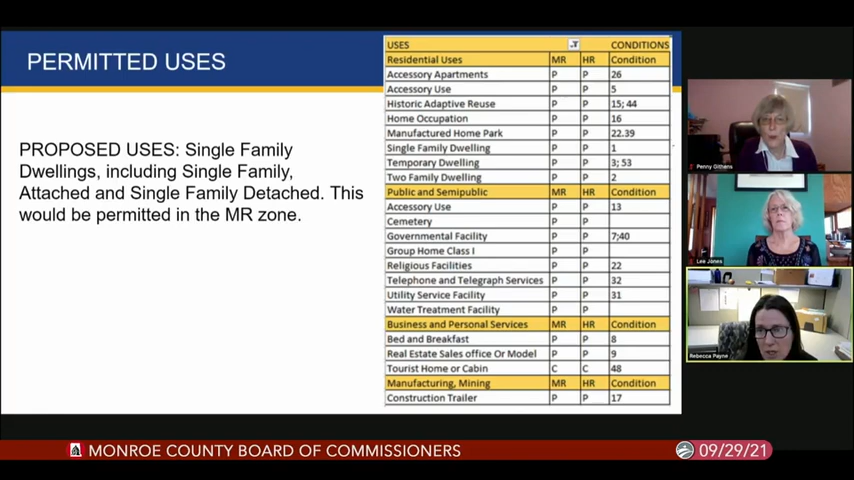 PERMITTED USES
PROPOSED USES: Single Family
Dwellings, including Single Family,
Attached and Single Family Detached. This
would be permitted in the MR zone.
USES CONDITIONS
Residential Uses MR HR Condition
Accessory Apartments P P 26
Accessory Use P P 5
Historic Adaptive Reuse P P 15; 44
Home Occupation P P 16
Manufactured Home Park P P 22.39
Single Family Dwelling P P 1
Temporary Dwelling P P 3; 53
Two Family Dwelling P P 2
Public and Semipublic MR HR Condition
Accessory Use P P 13
Cemetery P P
Governmental Facility P P 7;40
Group Home Class I P P
Religious Facilities P P 22
Telephone and Telegraph Services P P 32
Utility Service Facility P P 31
Water Treatment Facility P P
Business and Personal Services MR HR Condition
Bed and Breakfast P P 8
Real Estate Sales office Or Model P P 9
Tourist Home or Cabin C C 48
Manufacturing, Mining MR HR Condition
Construction Trailer P P 17
Penny Githens
Lee Jones
Rebecca Payne
MONROE COUNTY BOARD OF COMMISSIONERS
09/29/21